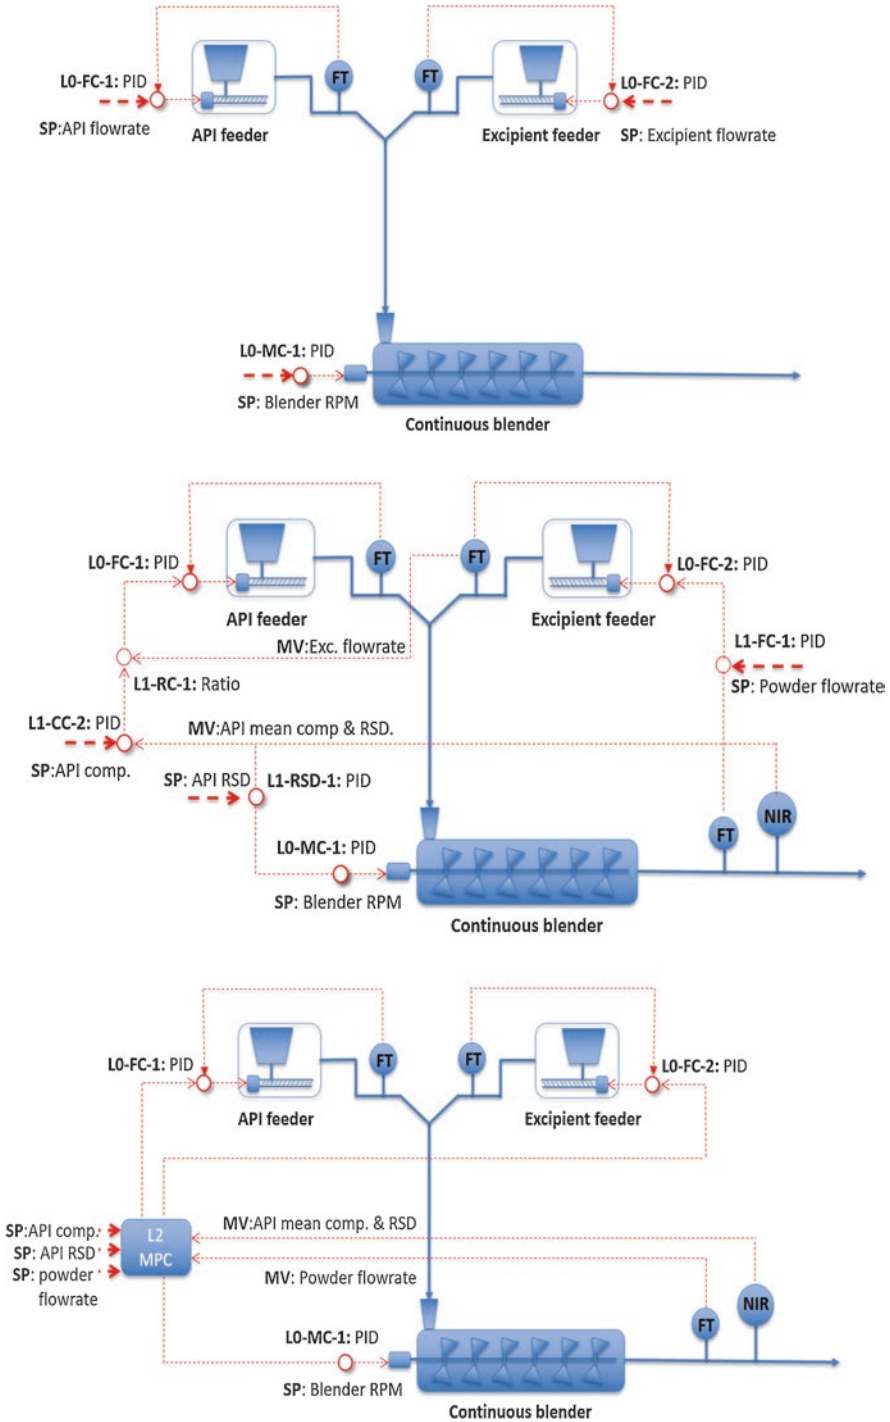 L0-FC-1: PID
FT
FT
L0-FC-2: PID
SP:API flowrate
API feeder
Excipient feeder
SP: Excipient flowrate
L0-MC-1: PID
SP: Blender RPM
Continuous blender
L0-FC-1: PID
FT
FT
L0-FC-2: PID
API feeder
Excipient feeder
MV:Exc. flowrate
L1-FC-1: PID
L1-RC-1: Ratio
SP: Powder flowrate
L1-CC-2: PID
MV:API mean comp & RSD.
SP:API comp.
SP: API RSD
L1-RSD-1: PID
NIR
FT
L0-MC-1: PID
SP: Blender RPM
Continuous blender
L0-FC-1: PID
FT
FT
L0-FC-2: PID
API feeder
Excipient feeder
SP:API comp.
SP: API RSD
SP: powder
flowrate
L2
MPC
MV:API mean comp. & RSD
MV: Powder flowrate
NIR
FT
L0-MC-1: PID
SP: Blender RPM
Continuous blender